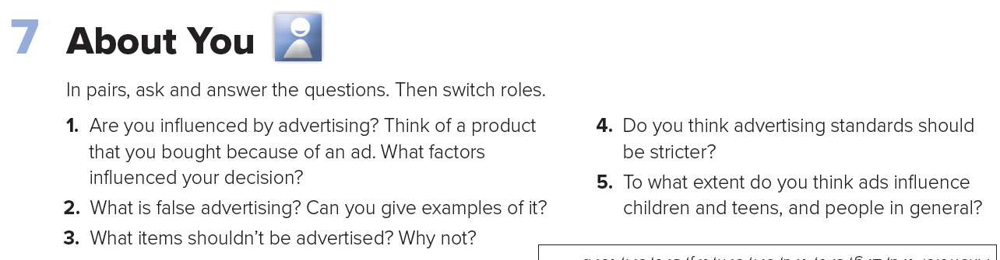 7 About You
In pairs, ask and answer the questions. Then switch roles.
1. Are you influenced by advertising? Think of a product
that you bought because of an ad. What factors
influenced your decision?
2. What is false advertising? Can you give examples of it?
3. What items shouldn't be advertised? Why not?
4. Do you think advertising standards should
be stricter?
5. To what extent do you think ads influence
children and teens, and people in general?